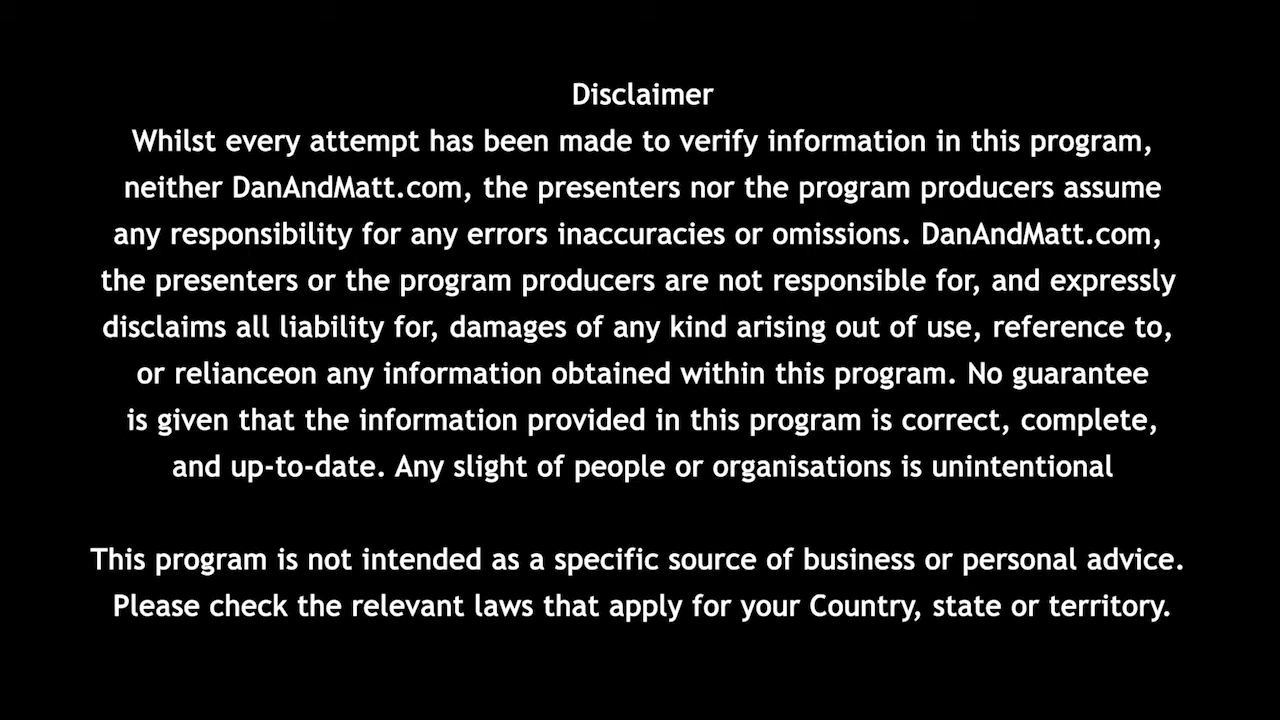 Disclaimer
Whilst every attempt has been made to verify information in this program,
neither DanAndMatt.com, the presenters nor the program producers assume
any responsibility for any errors inaccuracies or omissions. DanAndMatt.com,
the presenters or the program producers are not responsible for, and expressly
disclaims all liability for, damages of any kind arising out of use, reference to,
or relianceon any information obtained within this program. No guarantee
is given that the information provided in this program is correct, complete,
and up-to-date. Any slight of people or organisations is unintentional
This program is not intended as a specific source of business or personal advice.
Please check the relevant laws that apply for your Country, state or territory.